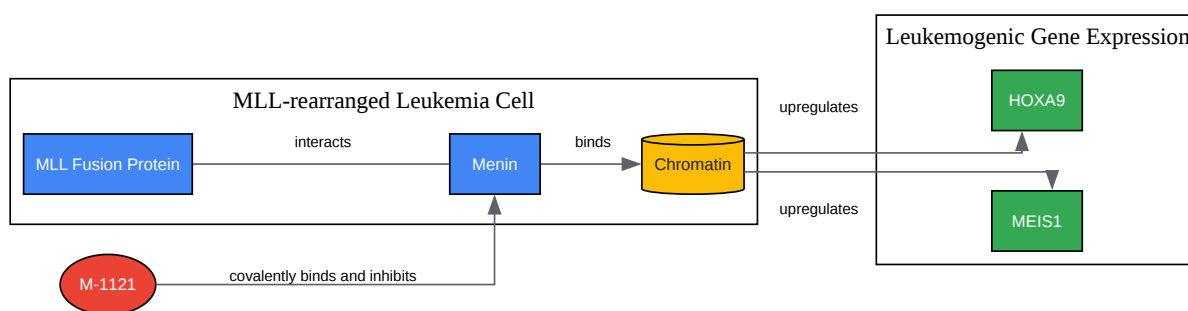 Leukemogenic Gene Expression
MLL-rearranged Leukemia Cell
upregulates
HOXA9
interacts
binds
MLL Fusion Protein
Menin
Chromatin
upregulates
MEIS1
covalently binds and inhibits
M-1121